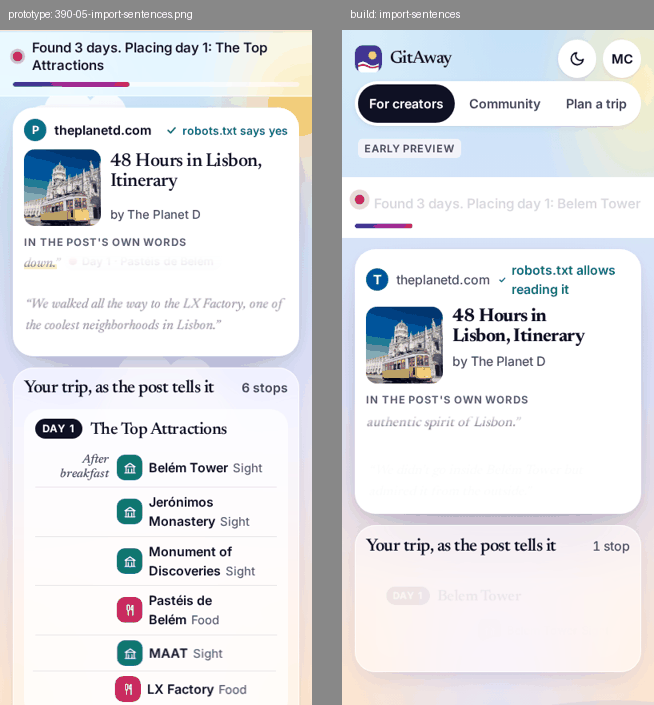 prototype: 390-05-import-sentences.png
Found 3 days. Placing day 1: The Top
Attractions
P theplanetd.com robots.txt says yes
48 Hours in Lisbon,
Itinerary
by The Planet D
IN THE POST'S OWN WORDS
down.” Day 1 · Pastéis de Belém
“We walked all the way to the LX Factory, one of
the coolest neighborhoods in Lisbon.”
Your trip, as the post tells it 6 stops
DAY 1 The Top Attractions
After
breakfast
Belém Tower Sight
Jerónimos
Monastery Sight
Monument of
Discoveries Sight
Pastéis de
Belém Food
MAAT Sight
LX Factory Food
build: import-sentences
GitAway MC
For creators Community Plan a trip
EARLY PREVIEW
Found 3 days. Placing day 1: Belem Tower
T theplanetd.com robots.txt allows
reading it
48 Hours in
Lisbon, Itinerary
by The Planet D
IN THE POST'S OWN WORDS
authentic spirit of Lisbon.”
Your trip, as the post tells it 1 stop
DAY 1 Belem Tower